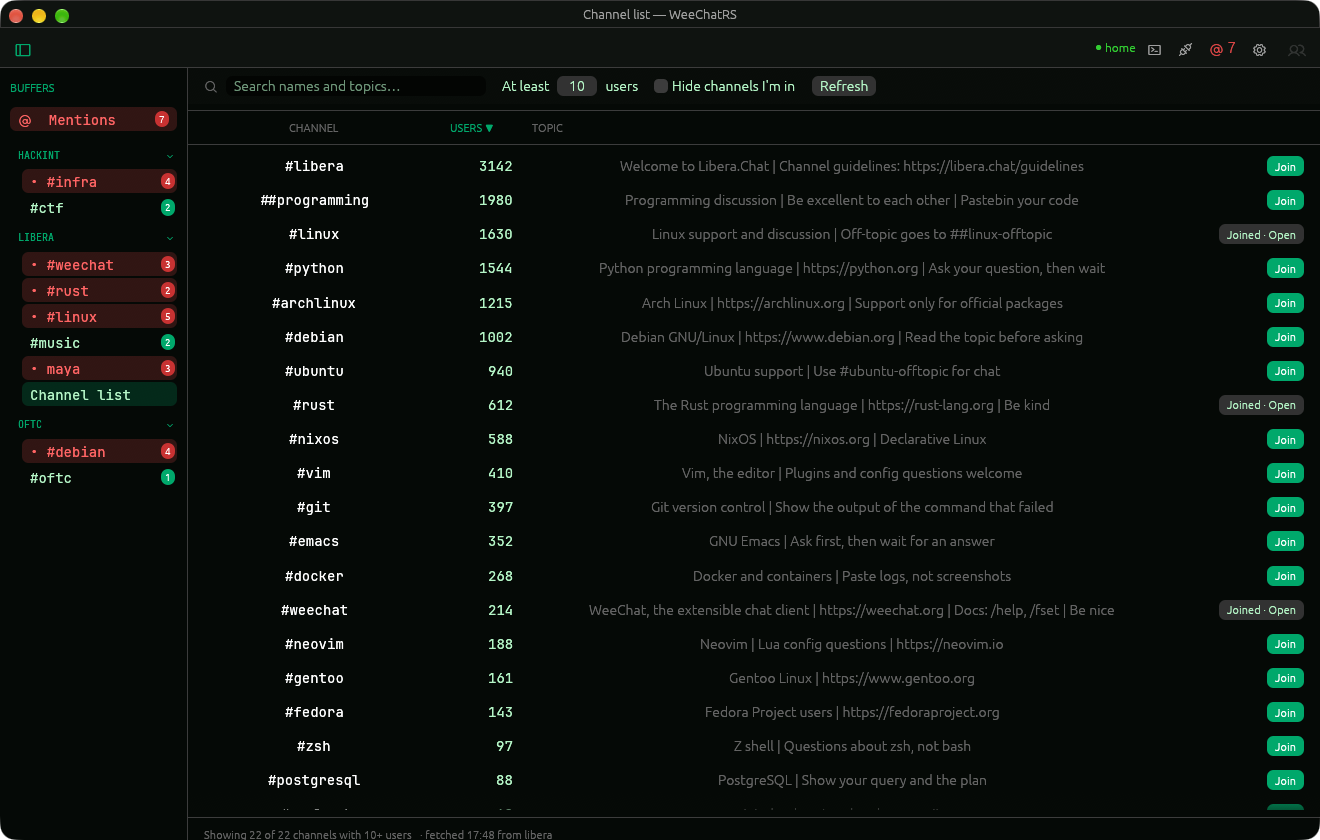 Channel list — WeeChatRS
home
@ 7
BUFFERS
@ Mentions 7
HACKINT
• #infra 4
#ctf 2
LIBERA
• #weechat 3
• #rust 2
• #linux 5
#music 2
• maya 3
Channel list
OFTC
• #debian 4
#oftc 1
Search names and topics… At least 10 users Hide channels I'm in Refresh
CHANNEL USERS ▼ TOPIC
#libera 3142 Welcome to Libera.Chat | Channel guidelines: https://libera.chat/guidelines Join
##programming 1980 Programming discussion | Be excellent to each other | Pastebin your code Join
#linux 1630 Linux support and discussion | Off-topic goes to ##linux-offtopic Joined · Open
#python 1544 Python programming language | https://python.org | Ask your question, then wait Join
#archlinux 1215 Arch Linux | https://archlinux.org | Support only for official packages Join
#debian 1002 Debian GNU/Linux | https://www.debian.org | Read the topic before asking Join
#ubuntu 940 Ubuntu support | Use #ubuntu-offtopic for chat Join
#rust 612 The Rust programming language | https://rust-lang.org | Be kind Joined · Open
#nixos 588 NixOS | https://nixos.org | Declarative Linux Join
#vim 410 Vim, the editor | Plugins and config questions welcome Join
#git 397 Git version control | Show the output of the command that failed Join
#emacs 352 GNU Emacs | Ask first, then wait for an answer Join
#docker 268 Docker and containers | Paste logs, not screenshots Join
#weechat 214 WeeChat, the extensible chat client | https://weechat.org | Docs: /help, /fset | Be nice Joined · Open
#neovim 188 Neovim | Lua config questions | https://neovim.io Join
#gentoo 161 Gentoo Linux | https://www.gentoo.org Join
#fedora 143 Fedora Project users | https://fedoraproject.org Join
#zsh 97 Z shell | Questions about zsh, not bash Join
#postgresql 88 PostgreSQL | Show your query and the plan Join
Showing 22 of 22 channels with 10+ users · fetched 17:48 from libera